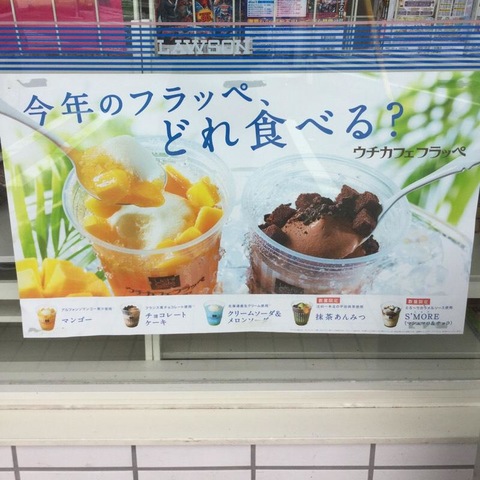 LAWSON
今年のフラッペ、
どれ食べる?
ウチカフェフラッペ
マンゴー
チョコレート
ケーキ
クリームソーダ&
メロンソーダ
数量限定
抹茶あんみつ
数量限定
S'MORE